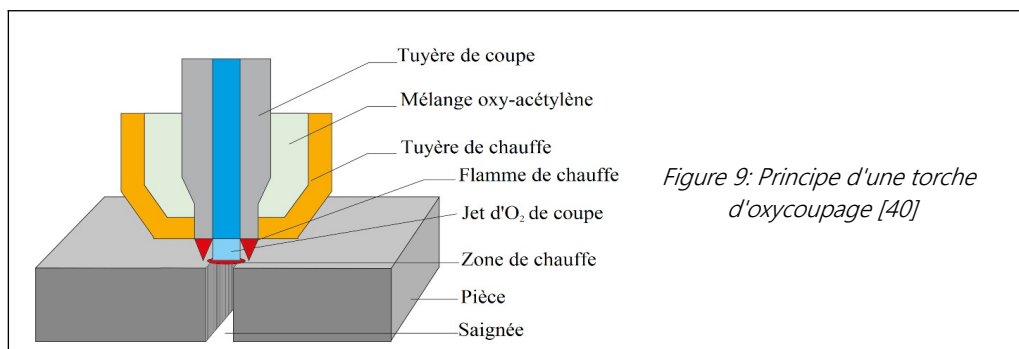 Tuyère de coupe
Mélange oxy-acétylène
Tuyère de chauffe
Flamme de chauffe
Jet d'O₂ de coupe
Zone de chauffe
Pièce
Saignée
Figure 9: Principe d'une torche
d'oxycoupage [40]